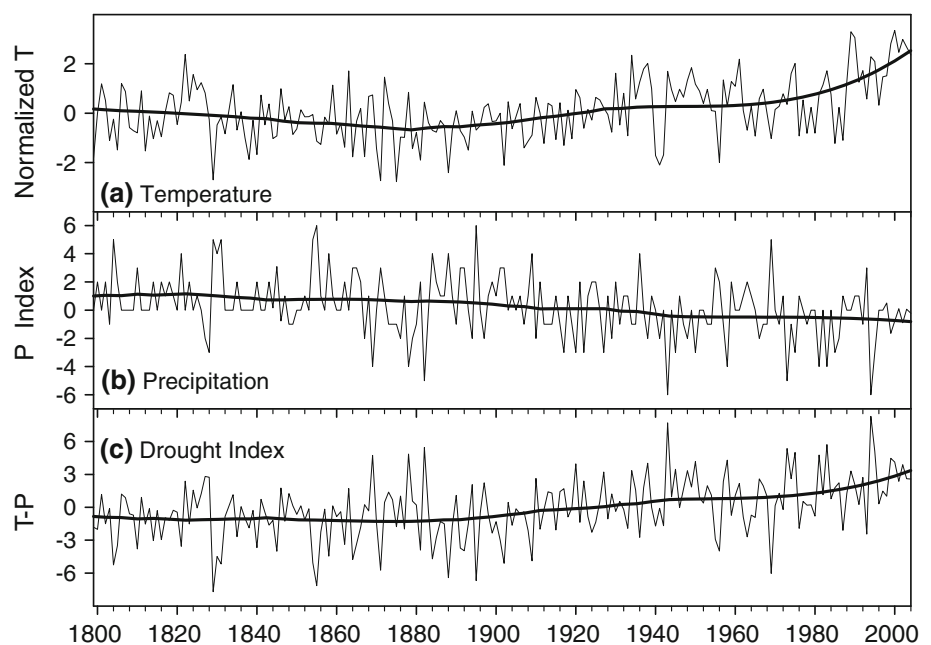 Normalized T
2
0
-2
(a) Temperature
P Index
6
4
2
0
-2
-4
-6
(b) Precipitation
T-P
6
3
0
-3
-6
(c) Drought Index
1800 1820 1840 1860 1880 1900 1920 1940 1960 1980 2000